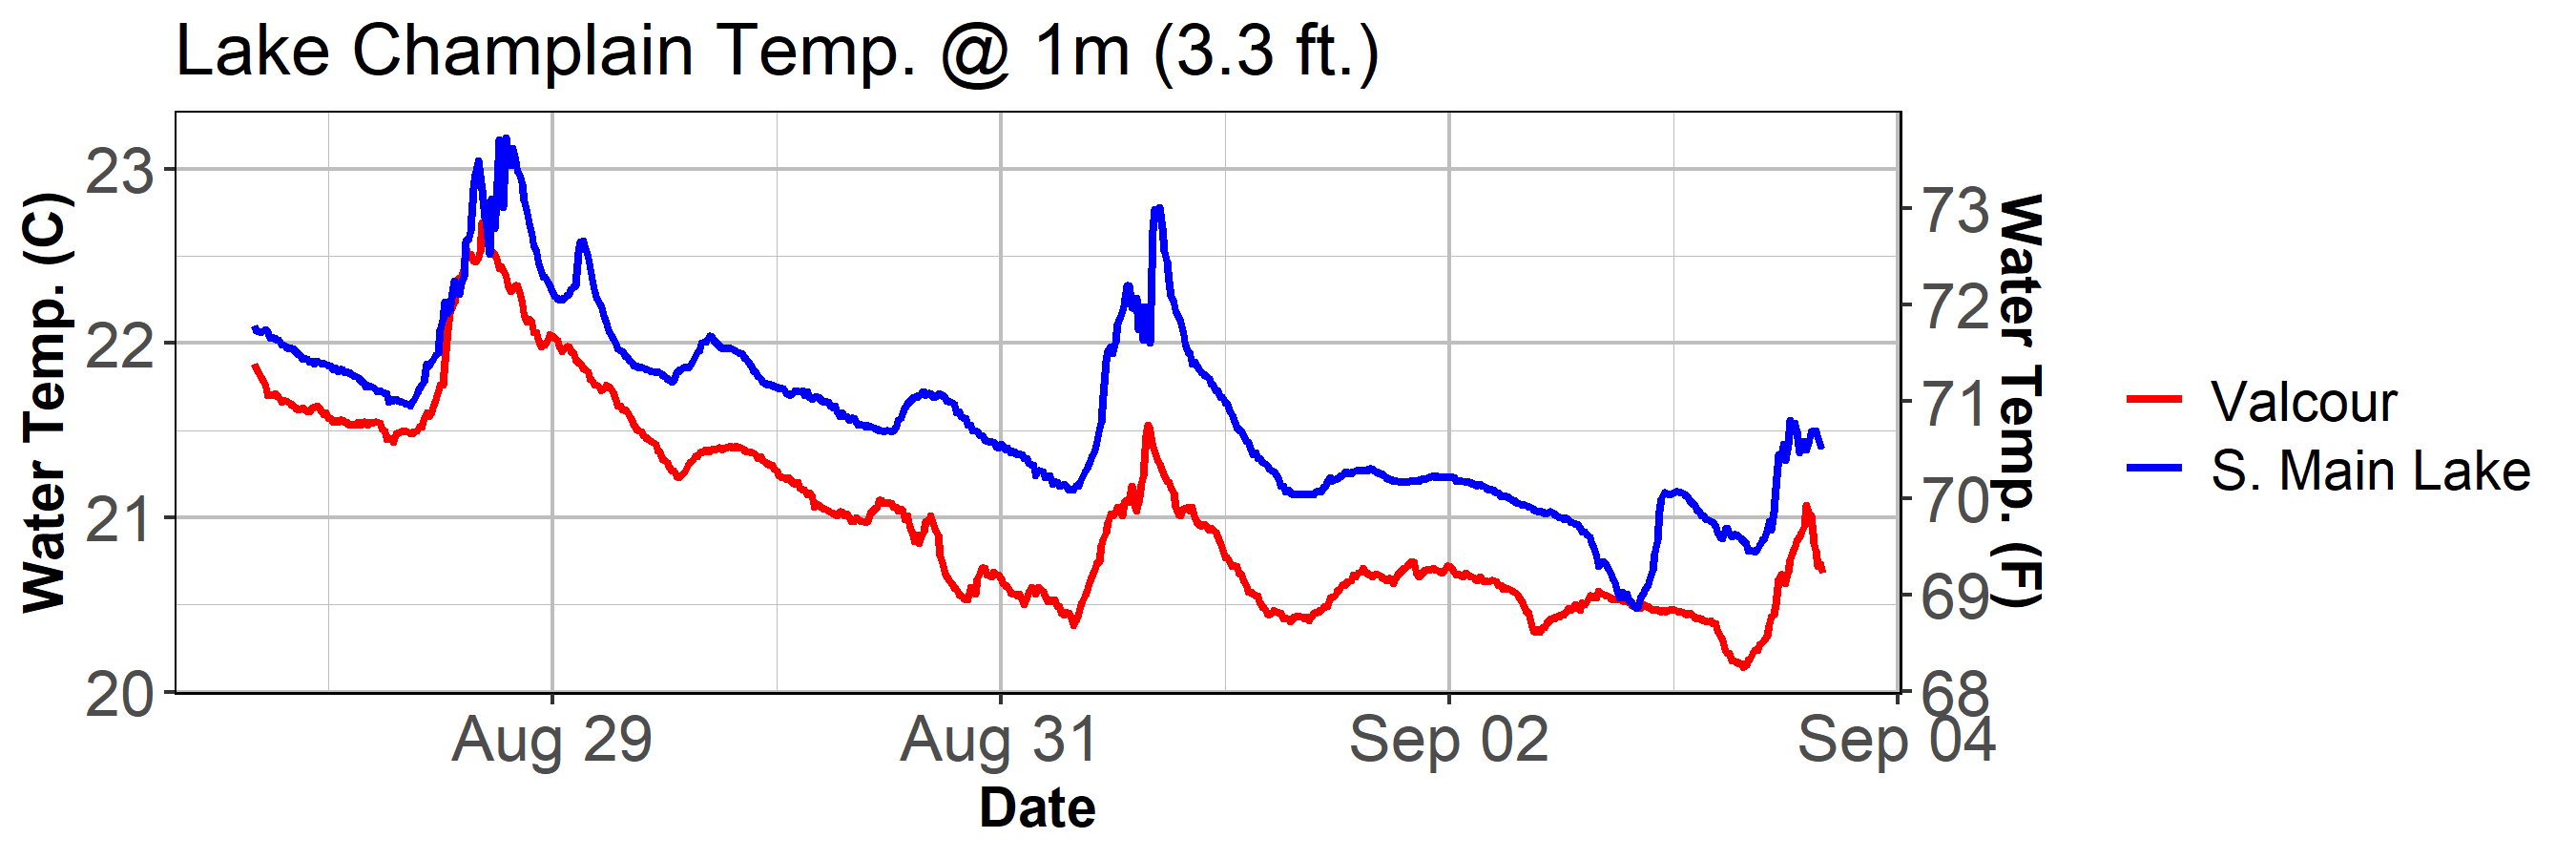 Lake Champlain Temp. @ 1m (3.3 ft.)
Water Temp. (C)
23
22
21
20
73
72
71
70
69
68
Water Temp. (F)
Aug 29
Aug 31
Sep 02
Sep 04
Date
Valcour
S. Main Lake